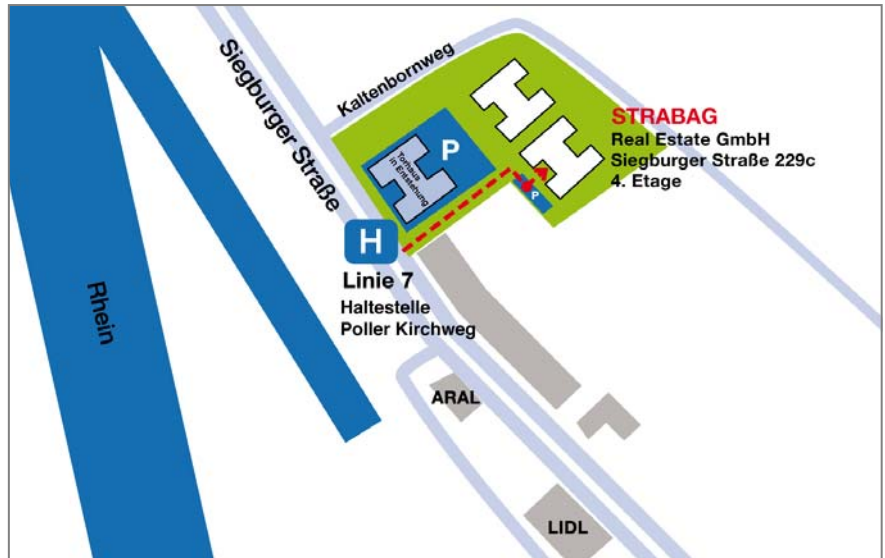 Siegburger Straße
Kaltenbornweg
STRABAG
Real Estate GmbH
Siegburger Straße 229c
4. Etage
P
Torhaus
in Entstehung
P
H
Linie 7
Haltestelle
Poller Kirchweg
Rhein
ARAL
LIDL